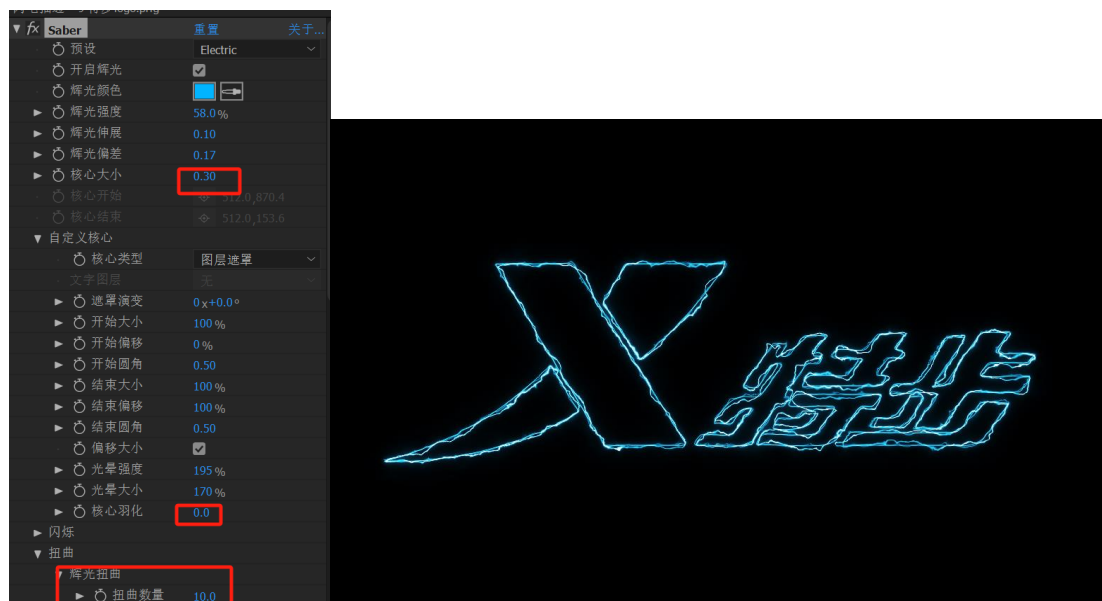 fx Saber 重置 关于...
预设 Electric
开启辉光
辉光颜色
辉光强度 58.0 %
辉光伸展 0.10
辉光偏差 0.17
核心大小 0.30
核心开始 512.0,870.4
核心结束 512.0,153.6
自定义核心
核心类型 图层遮罩
文字图层 无
遮罩演变 0 x +0.0 °
开始大小 100 %
开始偏移 0 %
开始圆角 0.50
结束大小 100 %
结束偏移 100 %
结束圆角 0.50
偏移大小
光晕强度 195 %
光晕大小 170 %
核心羽化 0.0
闪烁
扭曲
辉光扭曲
扭曲数量 10.0
X 特步